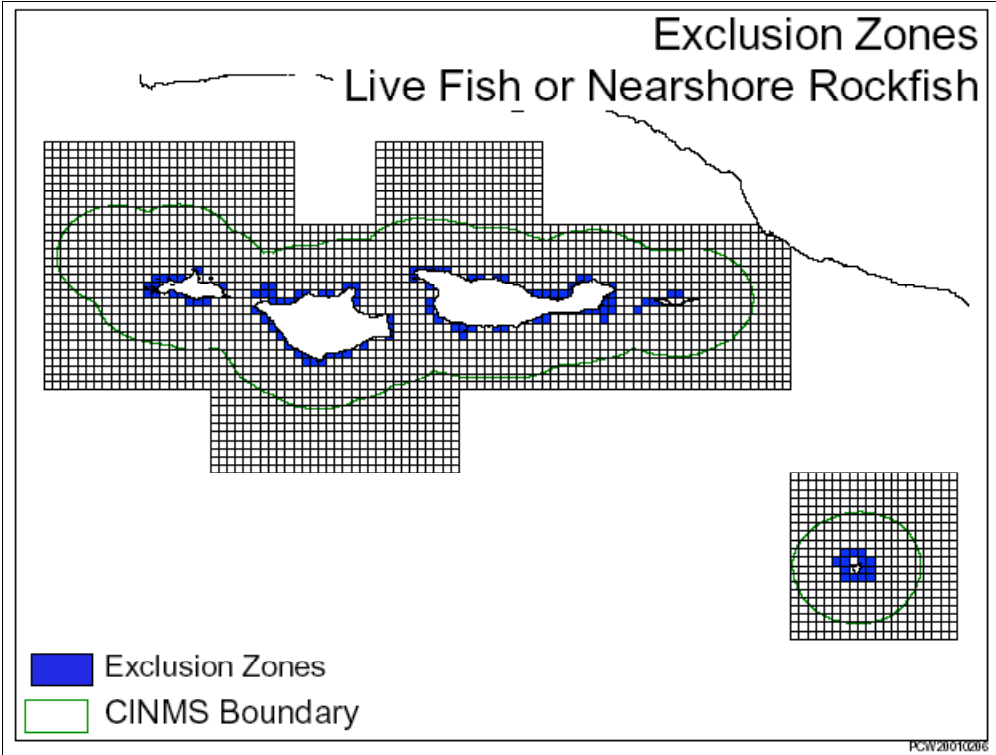 Exclusion Zones
Live Fish or Nearshore Rockfish
Exclusion Zones
CINMS Boundary
PCW20010206